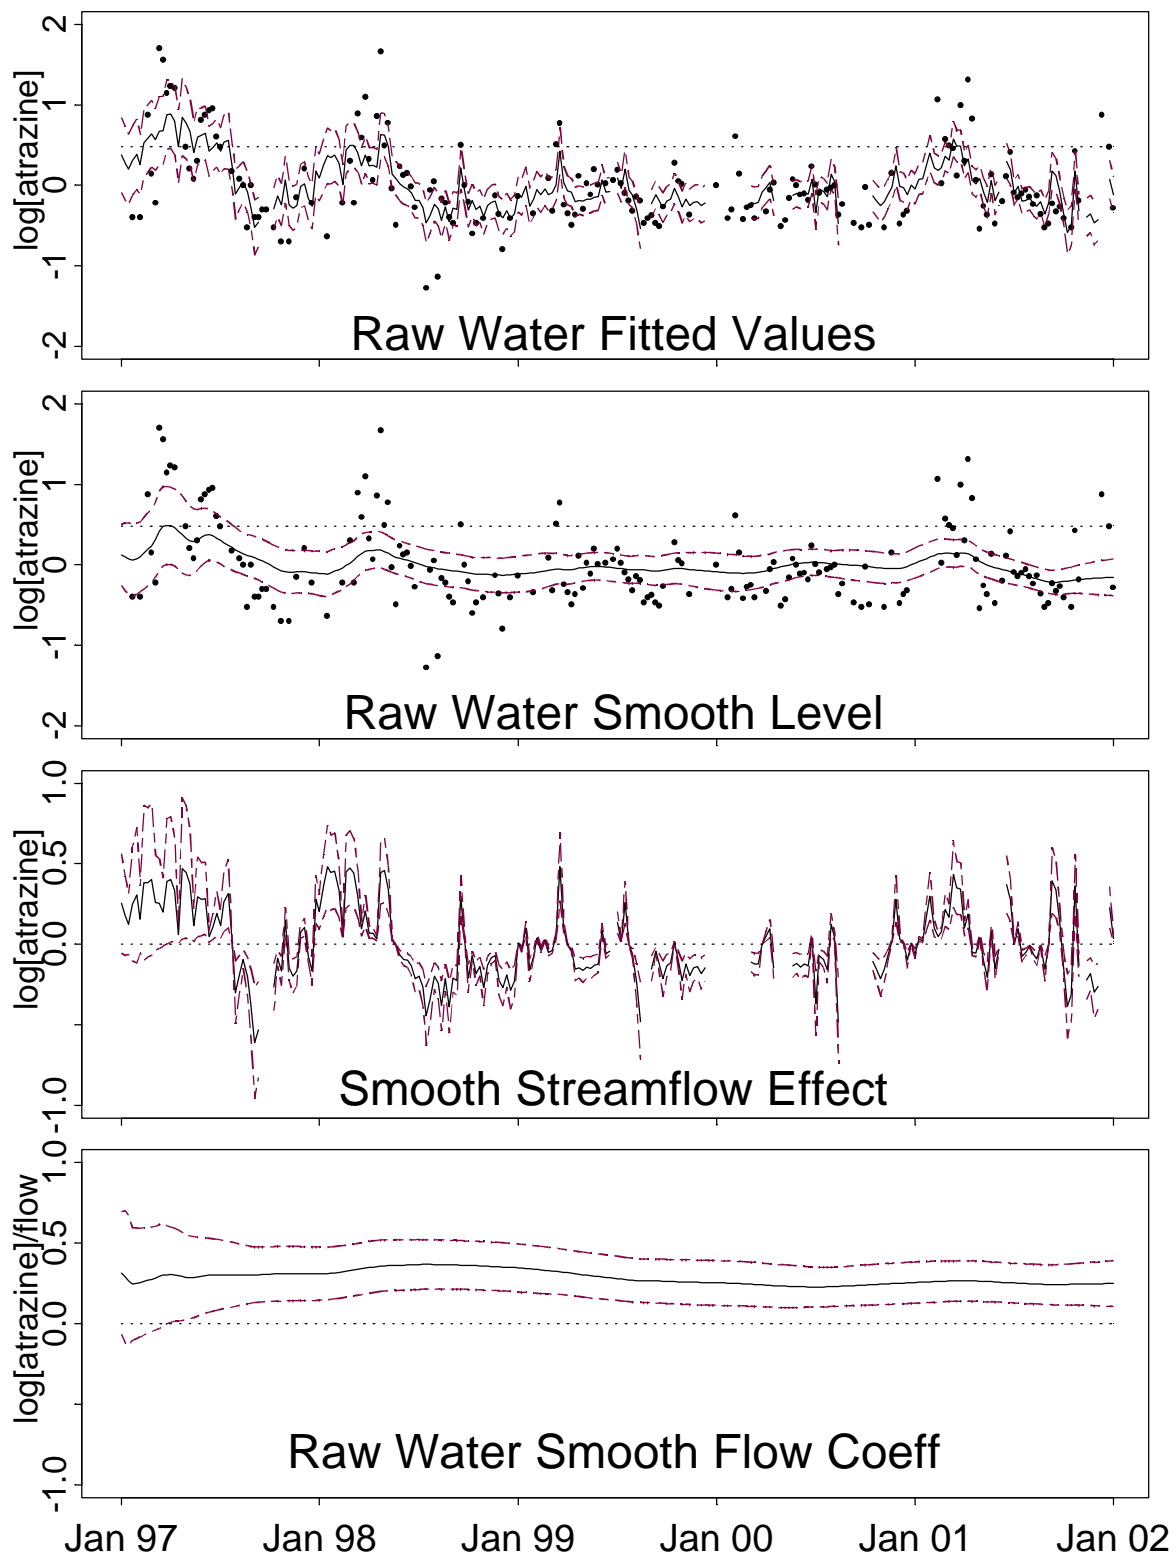 2
1
0
-1
-2
log[atrazine]
Raw Water Fitted Values
2
1
0
-1
-2
log[atrazine]
Raw Water Smooth Level
1.0
0.5
0.0
-1.0
log[atrazine]
Smooth Streamflow Effect
1.0
0.5
0.0
-1.0
log[atrazine]/flow
Raw Water Smooth Flow Coeff
Jan 97 Jan 98 Jan 99 Jan 00 Jan 01 Jan 02